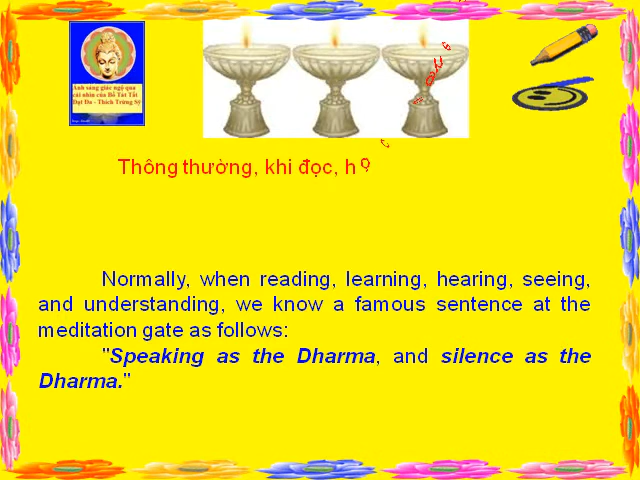 Ánh sáng giác ngộ qua
cái nhìn của Bồ Tát Tất
Đạt Đa - Thích Trừng Sỹ
Thông thường, khi đọc, họ
Normally, when reading, learning, hearing, seeing,
and understanding, we know a famous sentence at the
meditation gate as follows:
"Speaking as the Dharma, and silence as the
Dharma."